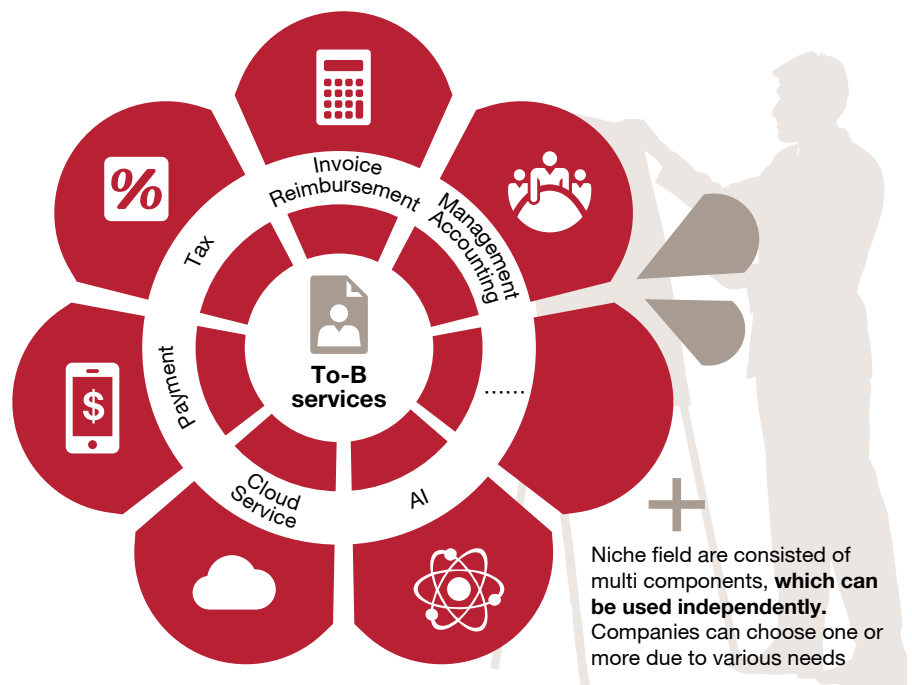 Invoice
Reimbursement
Management
Accounting
%
Tax
To-B
services
$
Payment
......
Cloud
Service
AI
Niche field are consisted of
multi components, which can
be used independently.
Companies can choose one or
more due to various needs